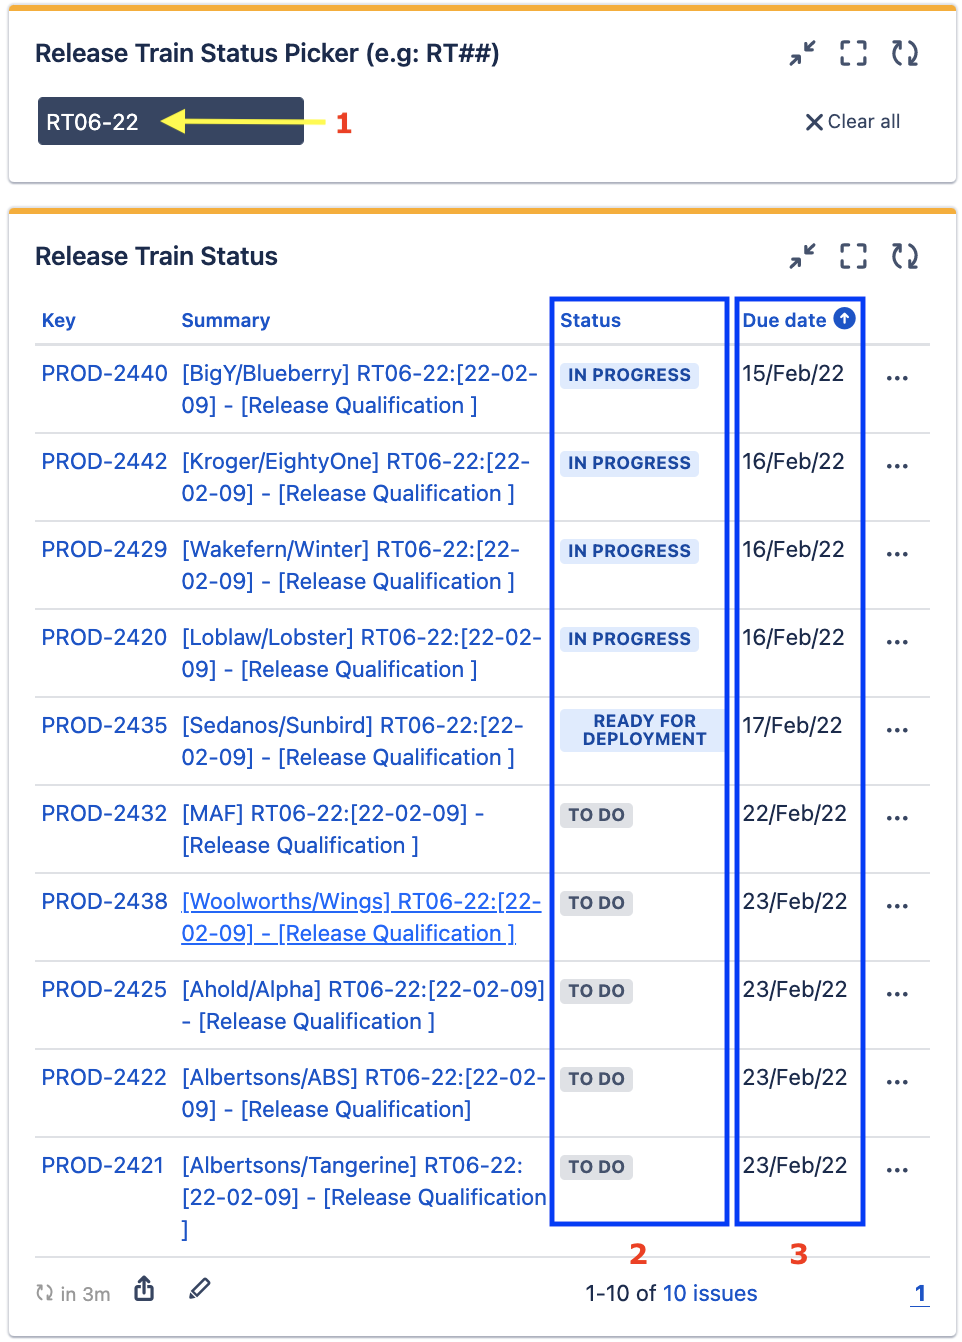 Release Train Status Picker (e.g: RT##)
RT06-22
1
Clear all
Release Train Status
Key Summary Status Due date
PROD-2440 [BigY/Blueberry] RT06-22:[22-02- IN PROGRESS 15/Feb/22 ...
09] - [Release Qualification ]
PROD-2442 [Kroger/EightyOne] RT06-22:[22- IN PROGRESS 16/Feb/22 ...
02-09] - [Release Qualification ]
PROD-2429 [Wakefern/Winter] RT06-22:[22- IN PROGRESS 16/Feb/22 ...
02-09] - [Release Qualification ]
PROD-2420 [Loblaw/Lobster] RT06-22:[22-02- IN PROGRESS 16/Feb/22 ...
09] - [Release Qualification ]
PROD-2435 [Sedanos/Sunbird] RT06-22:[22- READY FOR 17/Feb/22 ...
02-09] - [Release Qualification ] DEPLOYMENT
PROD-2432 [MAF] RT06-22:[22-02-09] - TO DO 22/Feb/22 ...
[Release Qualification ]
PROD-2438 [Woolworths/Wings] RT06-22:[22- TO DO 23/Feb/22 ...
02-09] - [Release Qualification ]
PROD-2425 [Ahold/Alpha] RT06-22:[22-02-09] TO DO 23/Feb/22 ...
- [Release Qualification ]
PROD-2422 [Albertsons/ABS] RT06-22:[22-02- TO DO 23/Feb/22 ...
09] - [Release Qualification]
PROD-2421 [Albertsons/Tangerine] RT06-22: TO DO 23/Feb/22 ...
[22-02-09] - [Release Qualification
]
2 3
in 3m 1-10 of 10 issues 1